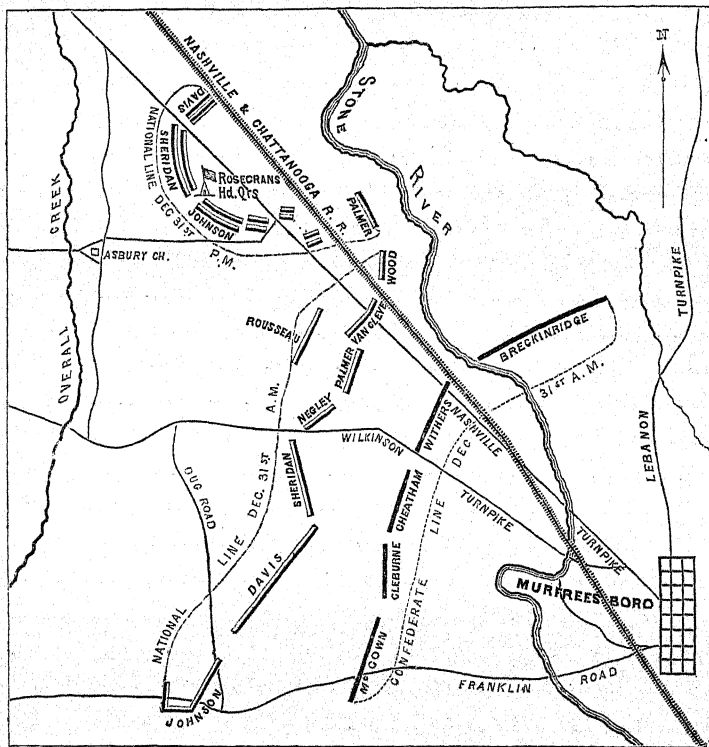 N
NASHVILLE & CHATTANOOGA R.R.
STONE RIVER
DAVIS
NATIONAL LINE DEC 31ST P.M.
SHERIDAN
ROSECRANS
Hd. Qrs
JOHNSON
PALMER
CREEK
ASBURY CH.
WOOD
TURNPIKE
ROUSSEAU
VAN CLEVE
BRECKINRIDGE
OVERALL
A.M.
PALMER
31ST A.M.
NEGLEY
WITHERS
NASHVILLE
LEBANON
WILKINSON
DEC
DUG ROAD
DEC. 31ST
SHERIDAN
CHEATHAM
LINE
TURNPIKE
TURNPIKE
LINE
DAVIS
CLEBURNE
MURFREESBORO
NATIONAL
CONFEDERATE
McCOWN
FRANKLIN ROAD
JOHNSON